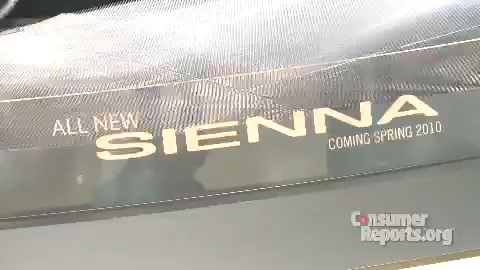 ALL NEW
SIENNA
COMING SPRING 2010
Consumer
Reports.org